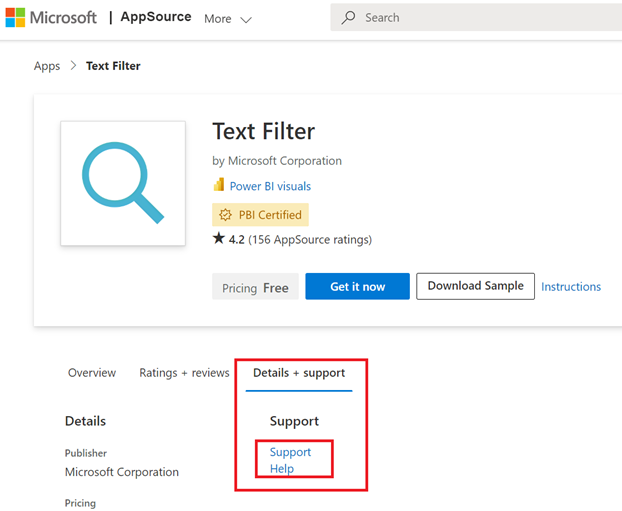 Microsoft | AppSource More Search
Apps > Text Filter
Text Filter
by Microsoft Corporation
Power BI visuals
PBI Certified
★ 4.2 (156 AppSource ratings)
Pricing Free Get it now Download Sample Instructions
Overview Ratings + reviews Details + support
Details Support
Publisher Support
Microsoft Corporation Help
Pricing